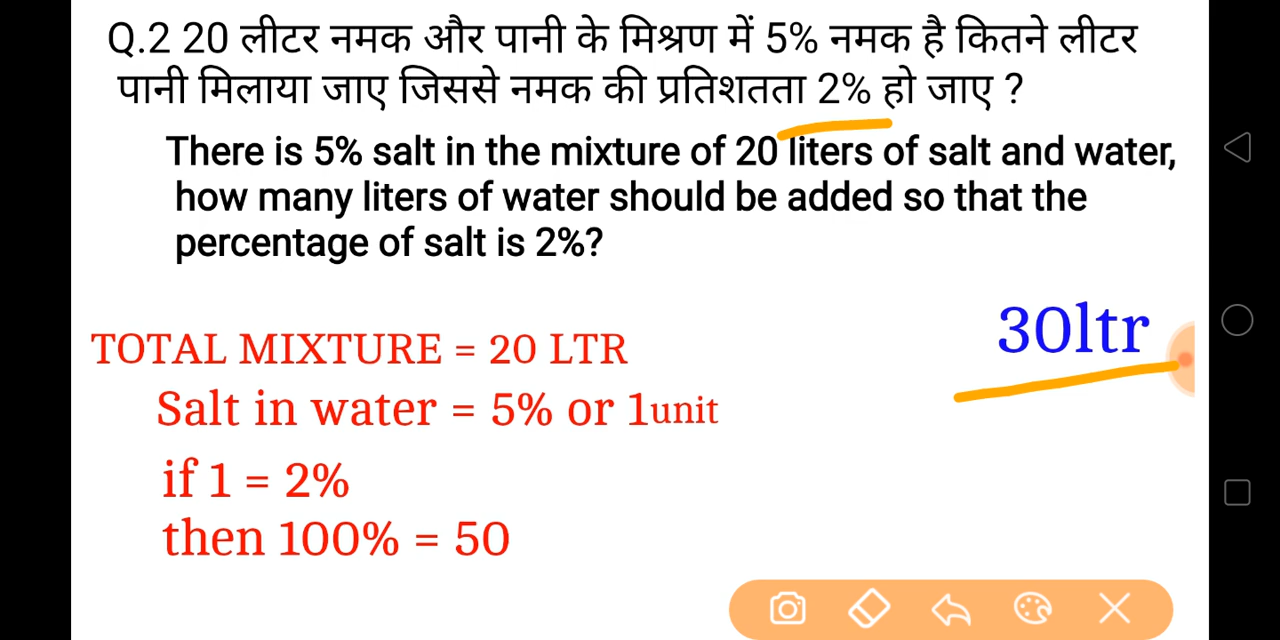 Q.2 20 लीटर नमक और पानी के मिश्रण में 5% नमक है कितने लीटर
पानी मिलाया जाए जिससे नमक की प्रतिशतता 2% हो जाए ?
There is 5% salt in the mixture of 20 liters of salt and water,
how many liters of water should be added so that the
percentage of salt is 2%?
30ltr
TOTAL MIXTURE = 20 LTR
Salt in water = 5% or 1unit
if 1 = 2%
then 100% = 50